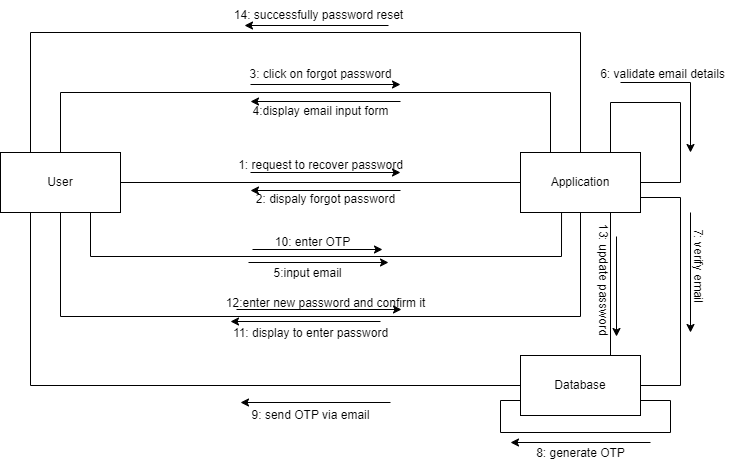 14: successfully password reset
3: click on forgot password
6: validate email details
4:display email input form
1: request to recover password
User
Application
2: dispaly forgot password
10: enter OTP
5:input email
13: update password
7: verify email
12:enter new password and confirm it
11: display to enter password
Database
9: send OTP via email
8: generate OTP